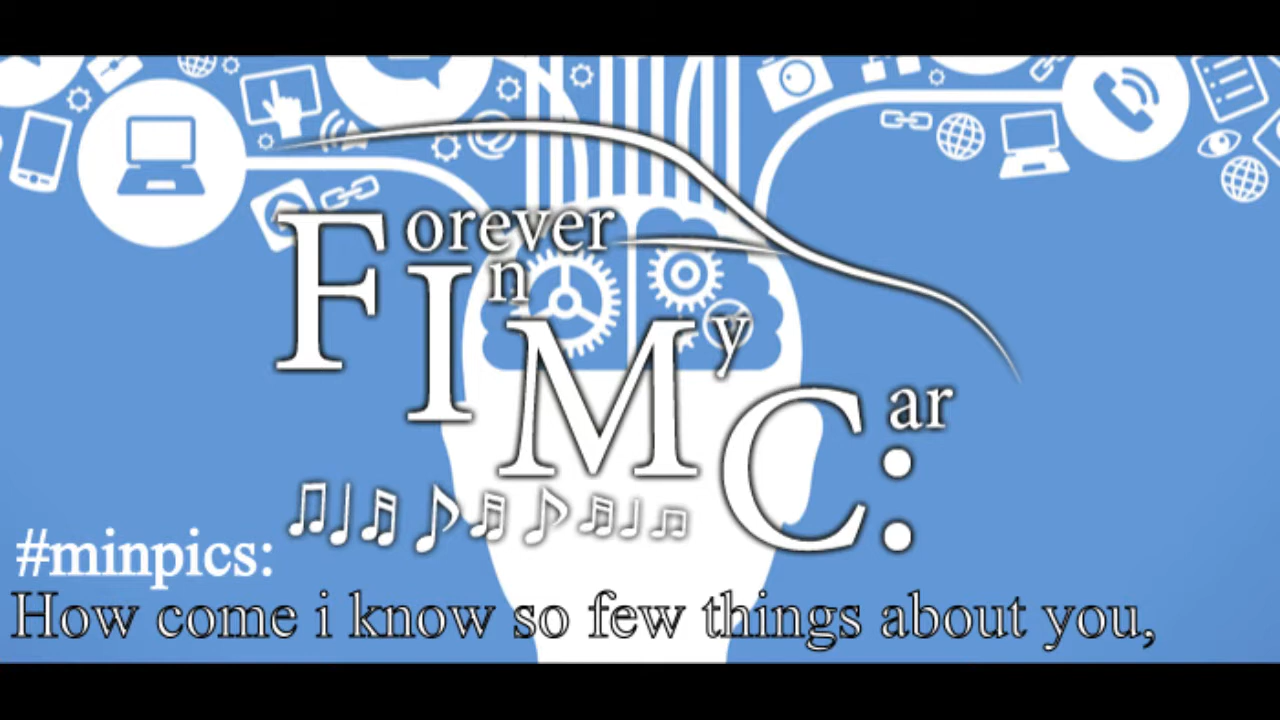 Forever
In
My
Car:
#minpics:
How come i know so few things about you,